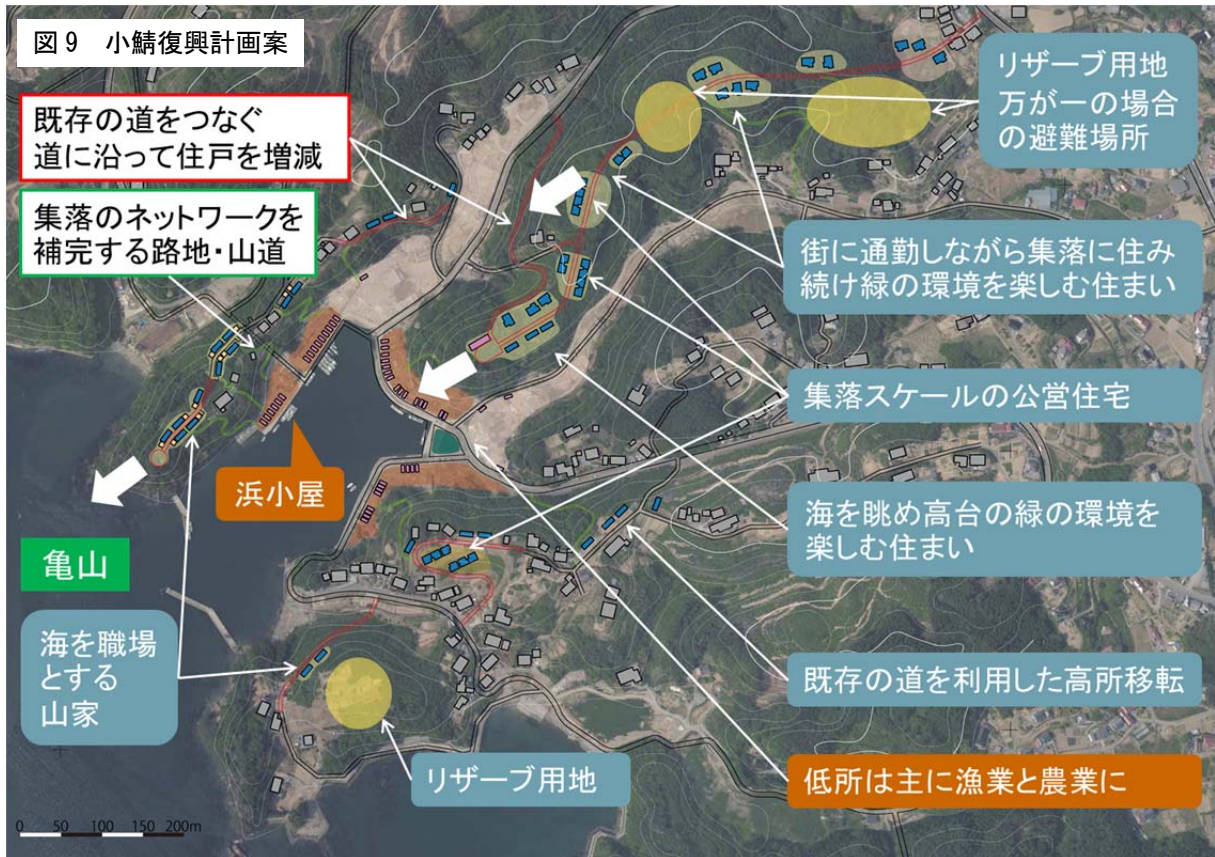 図9 小鯖復興計画案
既存の道をつなぐ
道に沿って住戸を増減
集落のネットワークを
補完する路地・山道
リザーブ用地
万が一の場合
の避難場所
街に通勤しながら集落に住み
続け緑の環境を楽しむ住まい
集落スケールの公営住宅
浜小屋
海を眺め高台の緑の環境を
楽しむ住まい
亀山
海を職場
とする
山家
既存の道を利用した高所移転
リザーブ用地
低所は主に漁業と農業に
0 50 100 150 200m